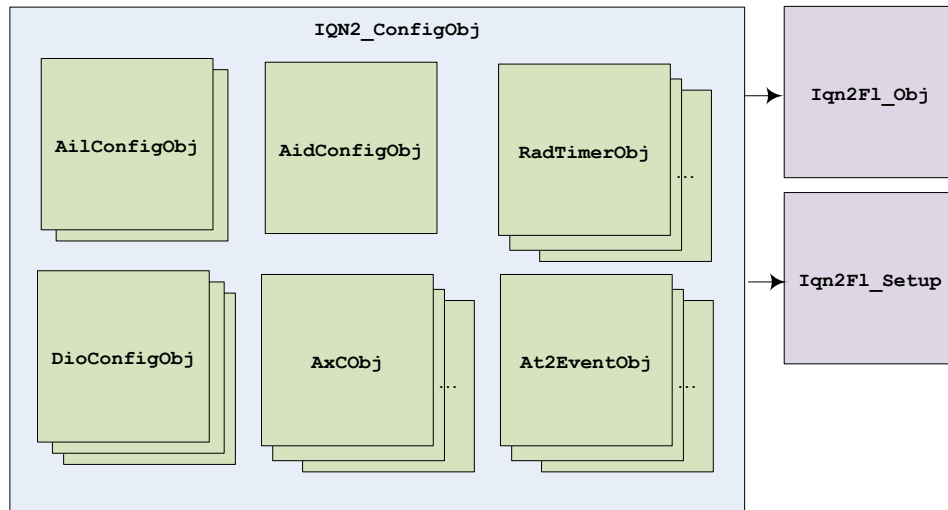 IQN2_ConfigObj
AilConfigObj
AidConfigObj
RadTimerObj
...
Iqn2Fl_Obj
DioConfigObj
AxCObj
...
At2EventObj
...
Iqn2Fl_Setup